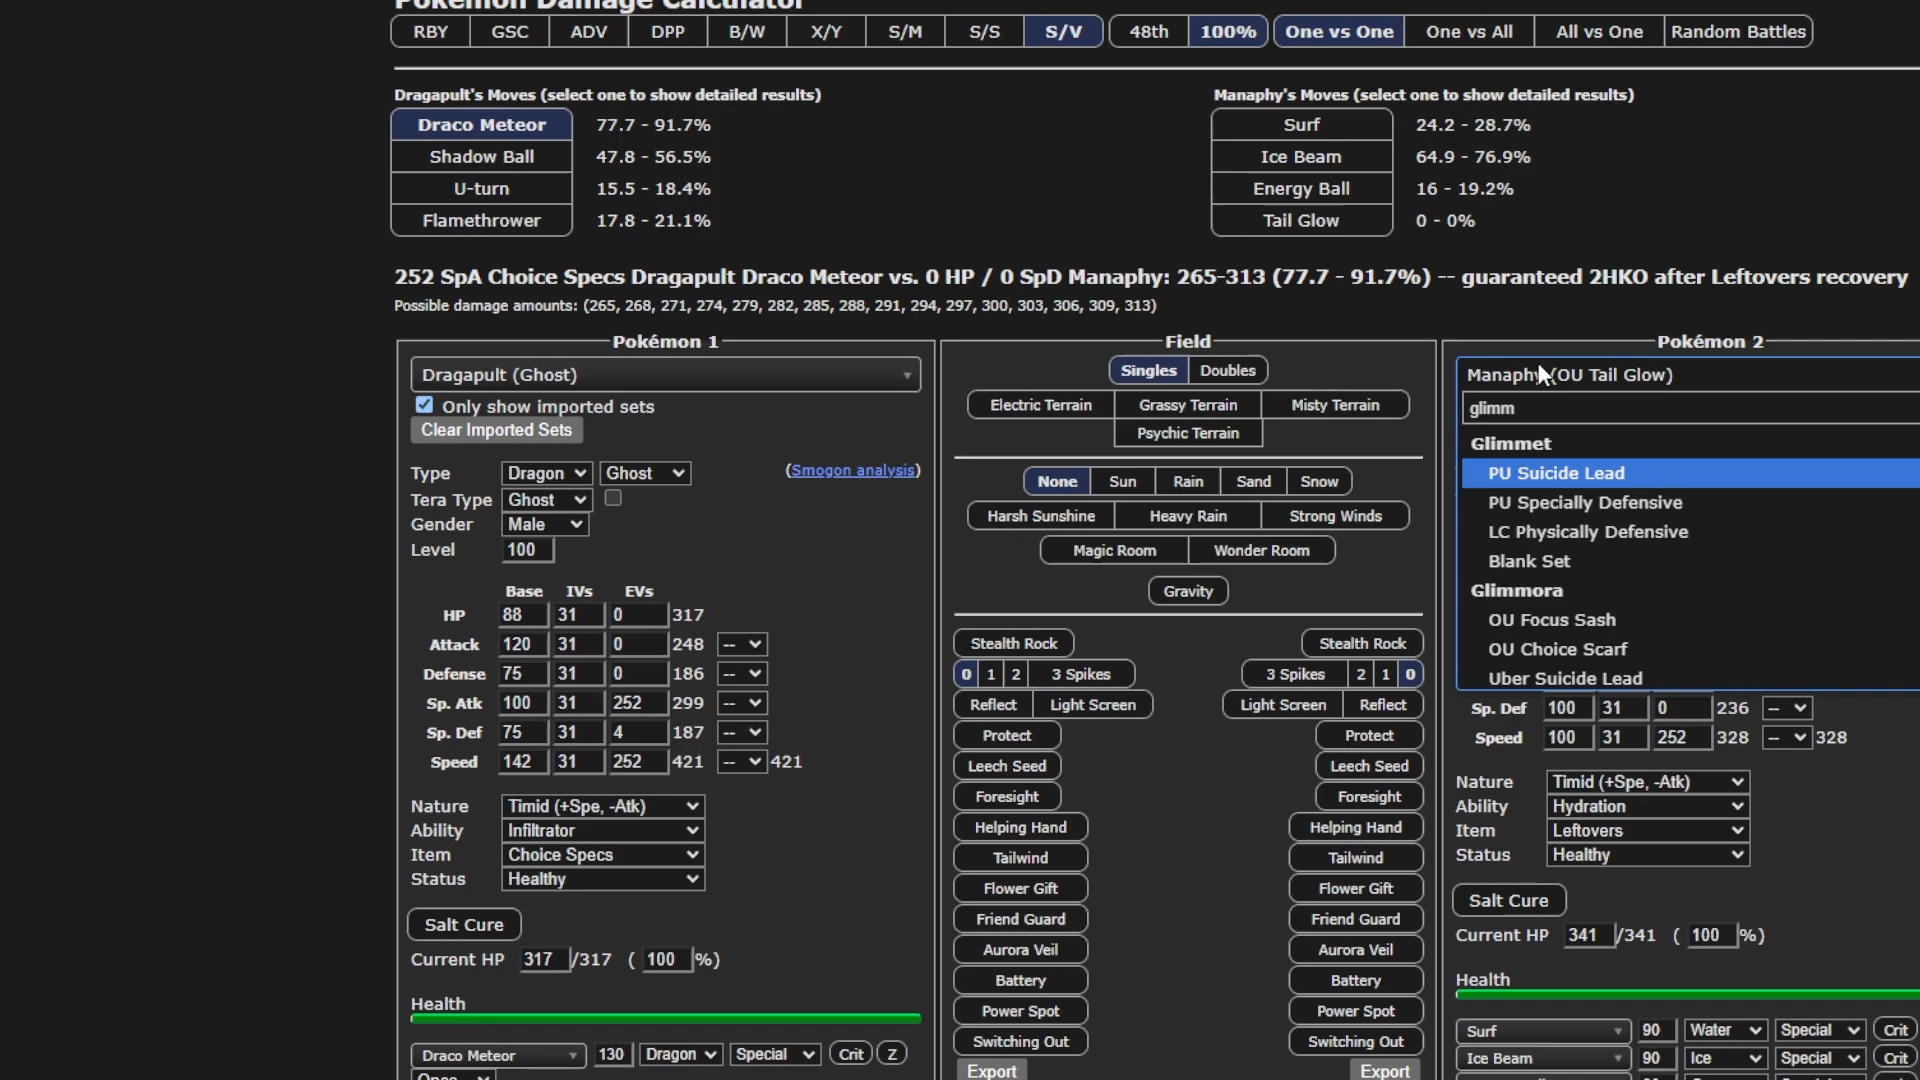 Pokémon Damage Calculator
RBY GSC ADV DPP B/W X/Y S/M S/S S/V 48th 100% One vs One One vs All All vs One Random Battles
Dragapult's Moves (select one to show detailed results)
Draco Meteor 77.7 - 91.7%
Shadow Ball 47.8 - 56.5%
U-turn 15.5 - 18.4%
Flamethrower 17.8 - 21.1%
Manaphy's Moves (select one to show detailed results)
Surf 24.2 - 28.7%
Ice Beam 64.9 - 76.9%
Energy Ball 16 - 19.2%
Tail Glow 0 - 0%
252 SpA Choice Specs Dragapult Draco Meteor vs. 0 HP / 0 SpD Manaphy: 265-313 (77.7 - 91.7%) -- guaranteed 2HKO after Leftovers recovery
Possible damage amounts: (265, 268, 271, 274, 279, 282, 285, 288, 291, 294, 297, 300, 303, 306, 309, 313)
Pokémon 1
Dragapult (Ghost)
Only show imported sets
Clear Imported Sets
Type Dragon Ghost (Smogon analysis)
Tera Type Ghost
Gender Male
Level 100
Base IVs EVs
HP 88 31 0 317
Attack 120 31 0 248 --
Defense 75 31 0 186 --
Sp. Atk 100 31 252 299 --
Sp. Def 75 31 4 187 --
Speed 142 31 252 421 -- 421
Nature Timid (+Spe, -Atk)
Ability Infiltrator
Item Choice Specs
Status Healthy
Salt Cure
Current HP 317 /317 ( 100 %)
Health
Draco Meteor 130 Dragon Special Crit Z
Once
Field
Singles Doubles
Electric Terrain Grassy Terrain Misty Terrain
Psychic Terrain
None Sun Rain Sand Snow
Harsh Sunshine Heavy Rain Strong Winds
Magic Room Wonder Room
Gravity
Stealth Rock Stealth Rock
0 1 2 3 Spikes 3 Spikes 2 1 0
Reflect Light Screen Light Screen Reflect
Protect Protect
Leech Seed Leech Seed
Foresight Foresight
Helping Hand Helping Hand
Tailwind Tailwind
Flower Gift Flower Gift
Friend Guard Friend Guard
Aurora Veil Aurora Veil
Battery Battery
Power Spot Power Spot
Switching Out Switching Out
Export Export
Pokémon 2
Manaphy (OU Tail Glow)
glimm
Glimmet
PU Suicide Lead
PU Specially Defensive
LC Physically Defensive
Blank Set
Glimmora
OU Focus Sash
OU Choice Scarf
Uber Suicide Lead
Sp. Def 100 31 0 236 --
Speed 100 31 252 328 -- 328
Nature Timid (+Spe, -Atk)
Ability Hydration
Item Leftovers
Status Healthy
Salt Cure
Current HP 341 /341 ( 100 %)
Health
Surf 90 Water Special Crit
Ice Beam 90 Ice Special Crit